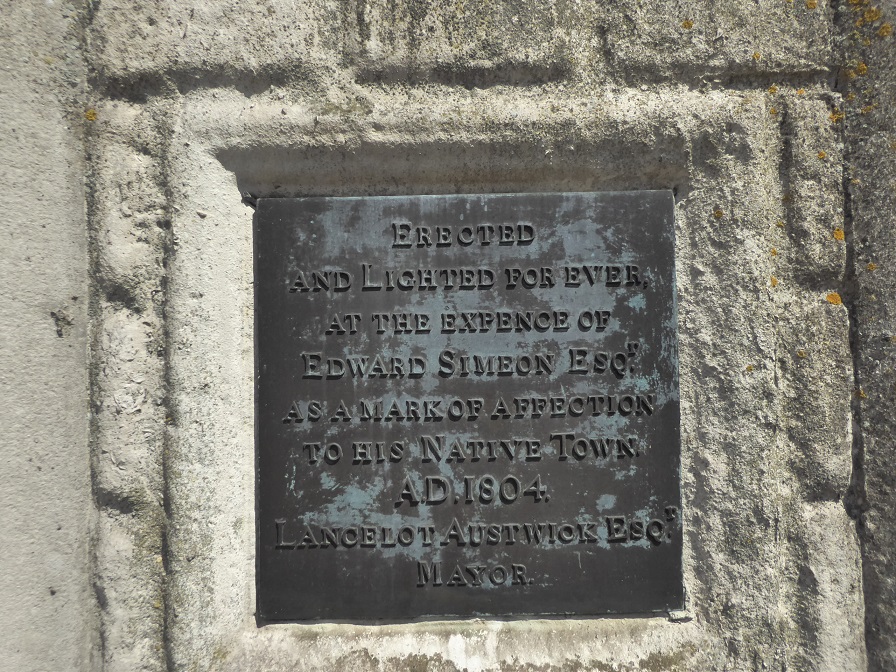 ERECTED
AND LIGHTED FOR EVER,
AT THE EXPENCE OF
EDWARD SIMEON ESQ.R
AS A MARK OF AFFECTION
TO HIS NATIVE TOWN.
A.D. 1804.
LANCELOT AUSTWICK ESQ.R
MAYOR.